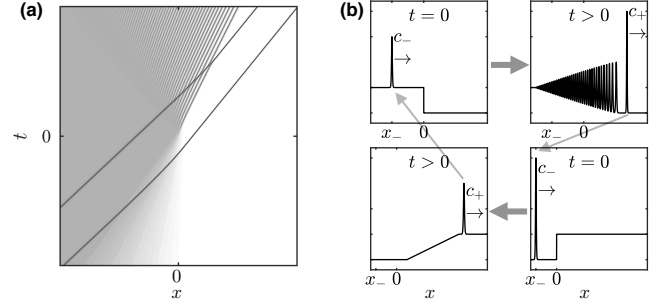 (a)
t
0
0
x
(b)
t = 0
c₋
→
x₋ 0
t > 0
c₊
→
x₋ 0
t > 0
c₊
→
x₋ 0
x
t = 0
c₋
→
x₋ 0
x